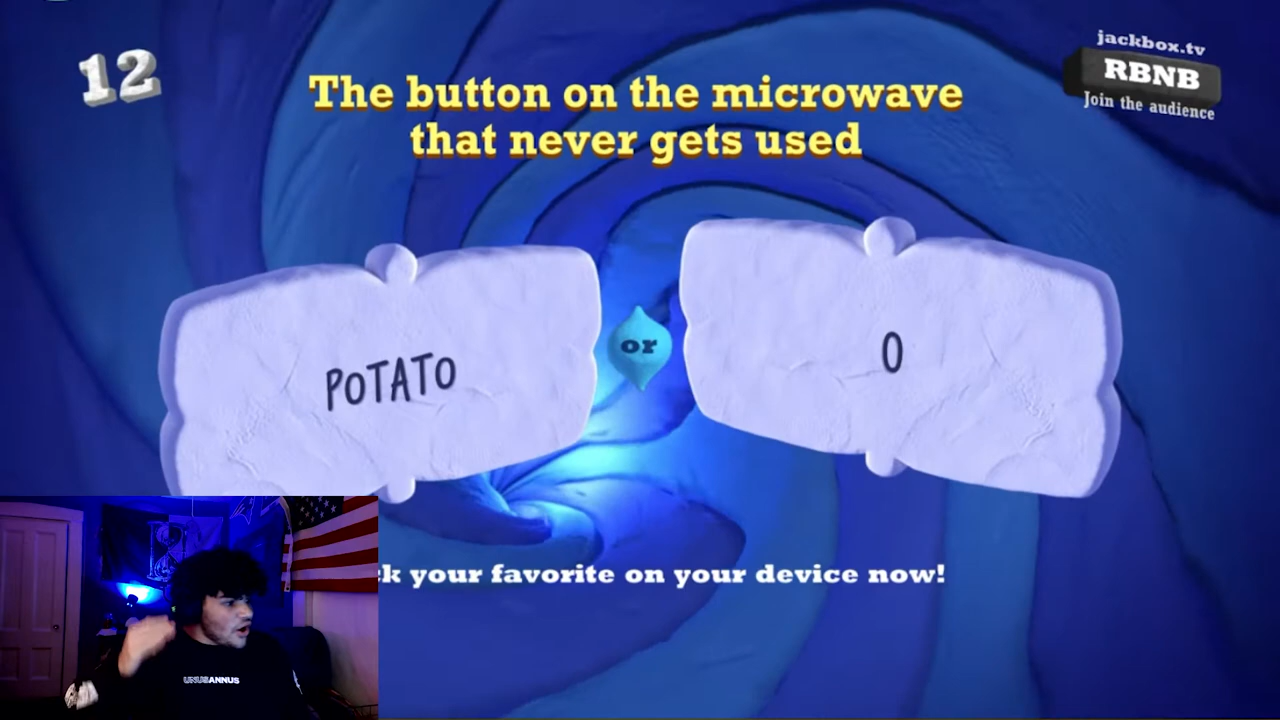 12
jackbox.tv
RBNB
Join the audience
The button on the microwave
that never gets used
POTATO
or
0
your favorite on your device now!
UNUSANNUS